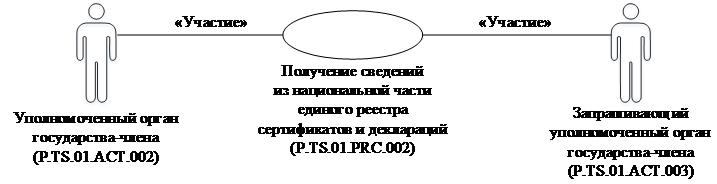 «Участие»
«Участие»
Получение сведений
из национальной части
единого реестра
сертификатов и деклараций
(P.TS.01.PRC.002)
Уполномоченный орган
государства-члена
(P.TS.01.ACT.002)
Запрашивающий
уполномоченный орган
государства-члена
(P.TS.01.ACT.003)